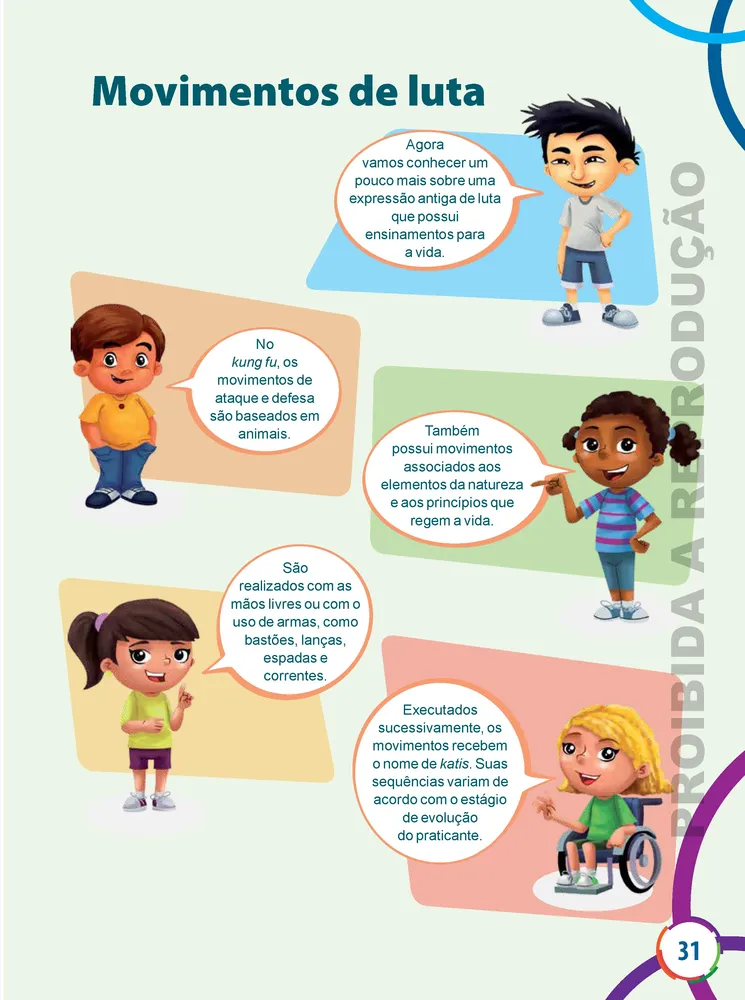 Movimentos de luta
Agora
vamos conhecer um
pouco mais sobre uma
expressão antiga de luta
que possui
ensinamentos para
a vida.
No
kung fu, os
movimentos de
ataque e defesa
são baseados em
animais.
Também
possui movimentos
associados aos
elementos da natureza
e aos princípios que
regem a vida.
São
realizados com as
mãos livres ou com o
uso de armas, como
bastões, lanças,
espadas e
correntes.
Executados
sucessivamente, os
movimentos recebem
o nome de katis. Suas
sequências variam de
acordo com o estágio
de evolução
do praticante.
PROIBIDA A REPRODUÇÃO
31